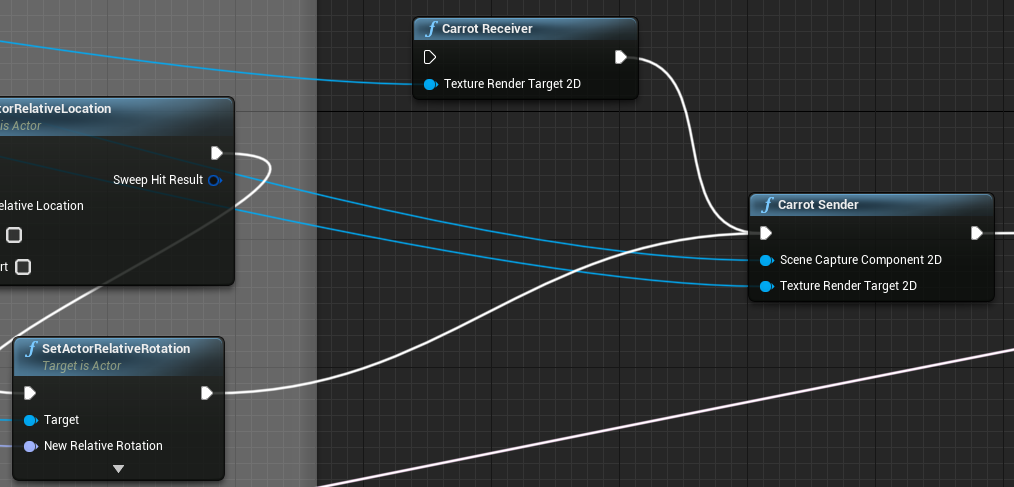 Carrot Receiver
Texture Render Target 2D
torRelativeLocation
is Actor
Sweep Hit Result
elative Location
rt
Carrot Sender
Scene Capture Component 2D
Texture Render Target 2D
SetActorRelativeRotation
Target is Actor
Target
New Relative Rotation